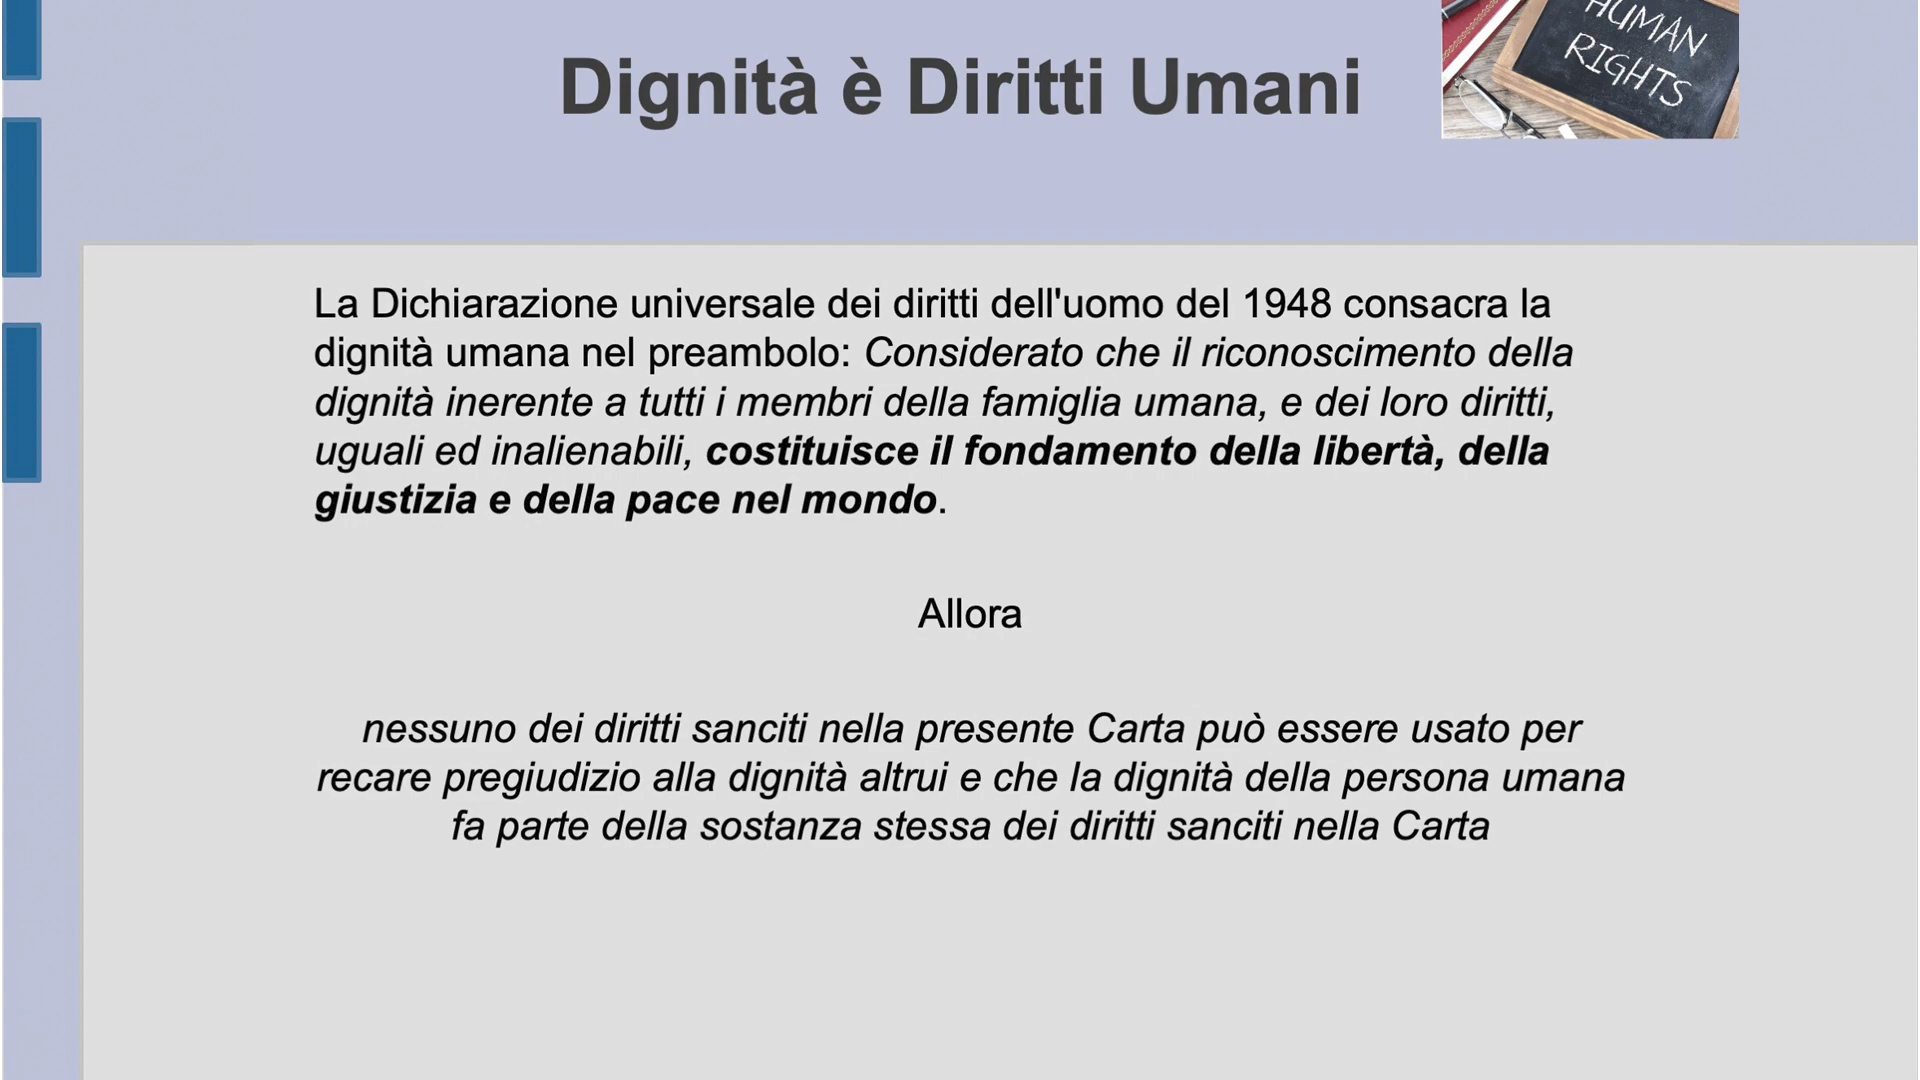 HUMAN
RIGHTS
Dignità è Diritti Umani
La Dichiarazione universale dei diritti dell'uomo del 1948 consacra la
dignità umana nel preambolo: Considerato che il riconoscimento della
dignità inerente a tutti i membri della famiglia umana, e dei loro diritti,
uguali ed inalienabili, costituisce il fondamento della libertà, della
giustizia e della pace nel mondo.
Allora
nessuno dei diritti sanciti nella presente Carta può essere usato per
recare pregiudizio alla dignità altrui e che la dignità della persona umana
fa parte della sostanza stessa dei diritti sanciti nella Carta